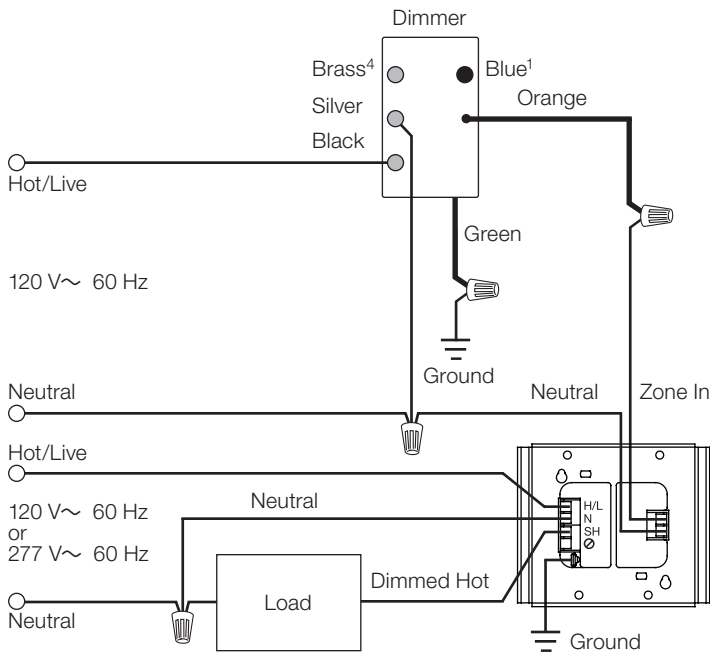 Dimmer
Brass⁴
Blue¹
Silver
Orange
Black
Hot/Live
Green
120 V～ 60 Hz
Ground
Neutral
Neutral
Zone In
Hot/Live
Neutral
H/L
N
SH
120 V～ 60 Hz
or
277 V～ 60 Hz
Dimmed Hot
Load
Neutral
Ground